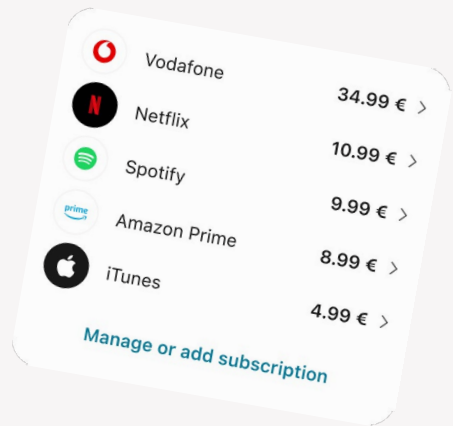 Vodafone 34.99 €
N Netflix 10.99 €
Spotify 9.99 €
prime Amazon Prime 8.99 €
iTunes 4.99 €
Manage or add subscription